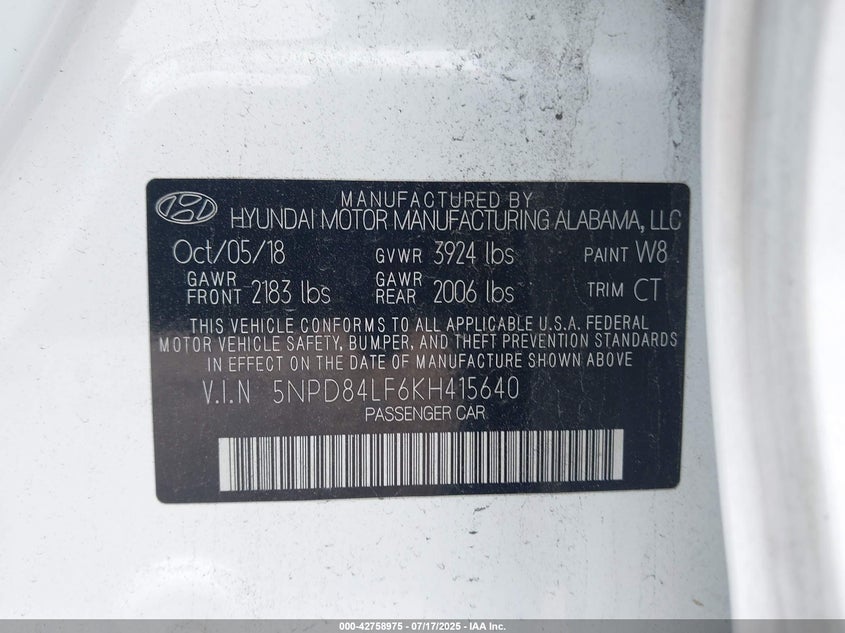 MANUFACTURED BY
HYUNDAI MOTOR MANUFACTURING ALABAMA, LLC
Oct/05/18 GVWR 3924 lbs PAINT W8
GAWR FRONT 2183 lbs GAWR REAR 2006 lbs TRIM CT
THIS VEHICLE CONFORMS TO ALL APPLICABLE U.S.A. FEDERAL
MOTOR VEHICLE SAFETY, BUMPER, AND THEFT PREVENTION STANDARDS
IN EFFECT ON THE DATE OF MANUFACTURE SHOWN ABOVE
V.I.N 5NPD84LF6KH415640
PASSENGER CAR
000-42758975 - 07/17/2025 - IAA Inc.